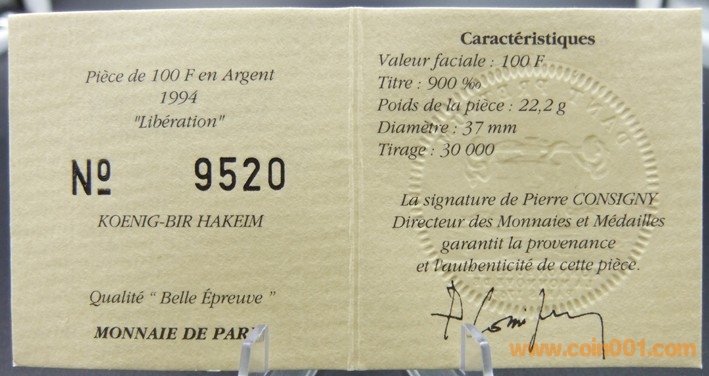 Pièce de 100 F en Argent
1994
"Libération"
Nº 9520
KOENIG-BIR HAKEIM
Qualité “ Belle Épreuve ”
MONNAIE DE PAR
Caractéristiques
Valeur faciale : 100 F
Titre : 900 ‰
Poids de la pièce : 22,2 g
Diamètre : 37 mm
Tirage : 30 000
La signature de Pierre CONSIGNY
Directeur des Monnaies et Médailles
garantit la provenance
et l'authenticité de cette pièce.
www.coin001.com